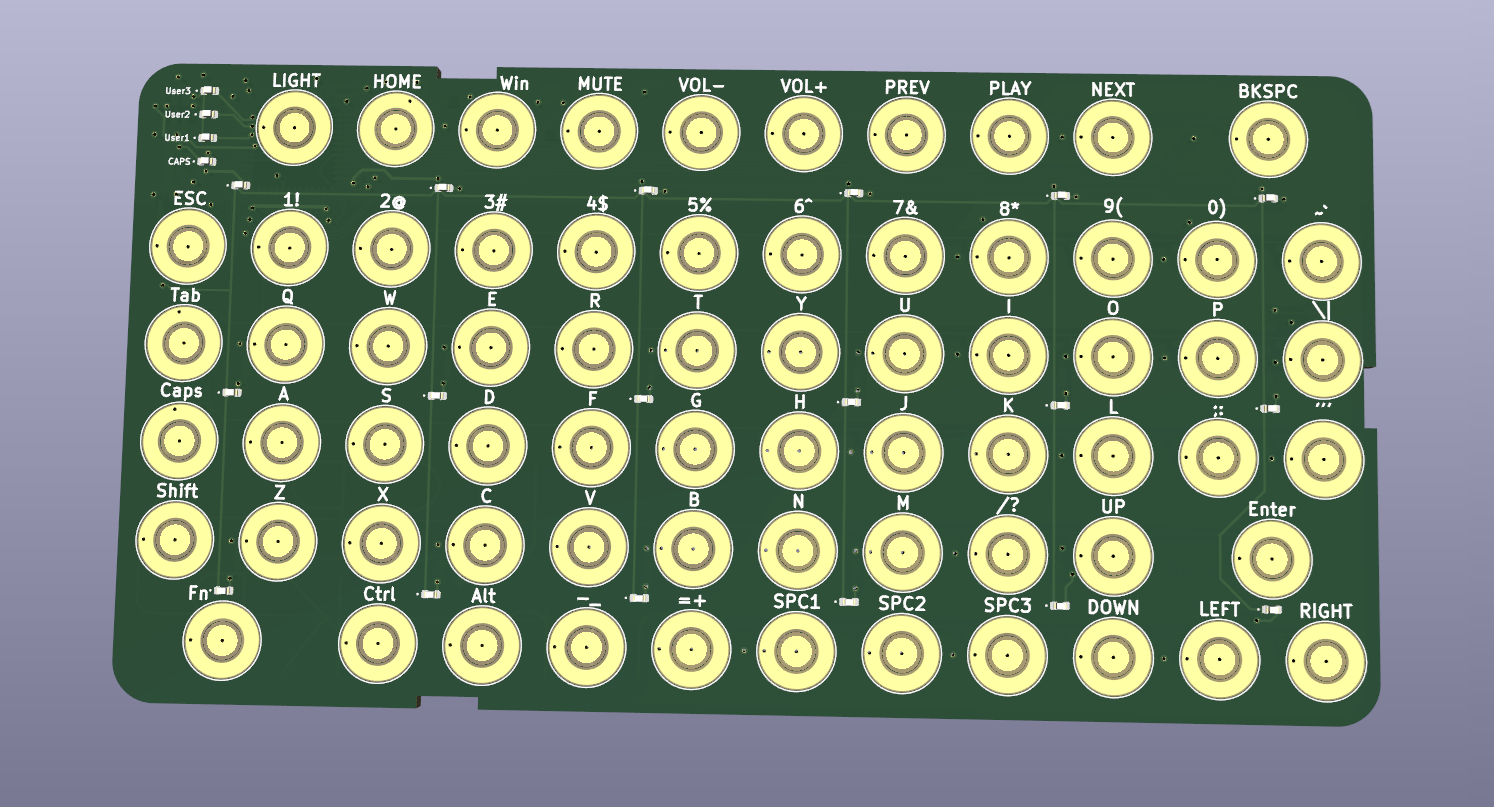 LIGHT HOME Win MUTE VOL- VOL+ PREV PLAY NEXT BKSPC
User3
User2
User1
CAPS
ESC 1! 2@ 3# 4$ 5% 6^ 7& 8* 9( 0) ~`
Tab Q W E R T Y U I O P \|
Caps A S D F G H J K L ;: '"
Shift Z X C V B N M /? UP Enter
Fn Ctrl Alt -_ =+ SPC1 SPC2 SPC3 DOWN LEFT RIGHT